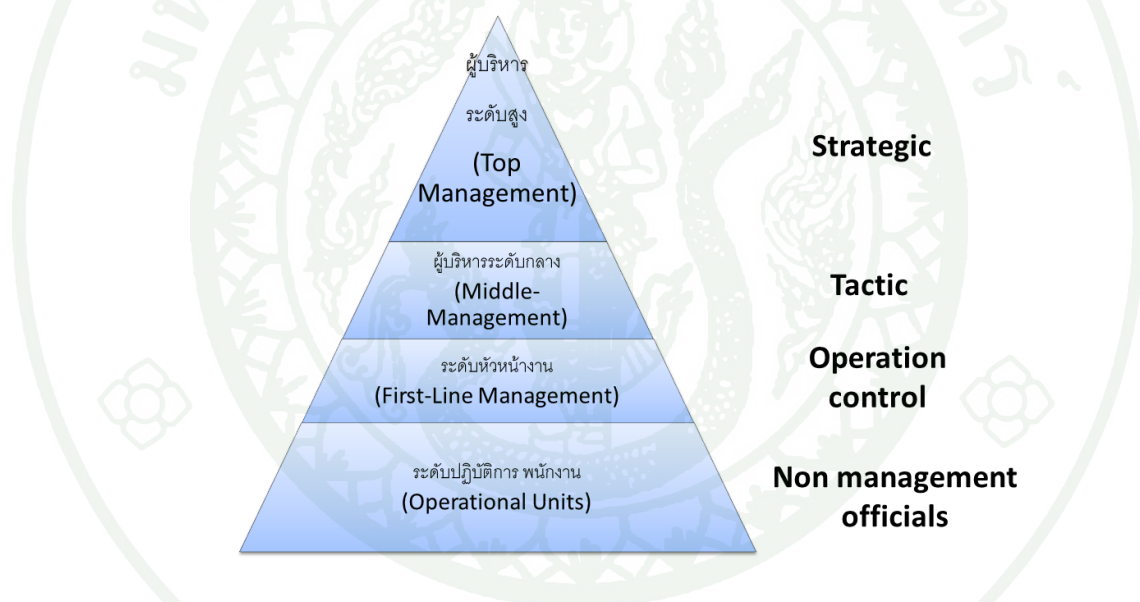 ผู้บริหาร
ระดับสูง
(Top
Management)
Strategic
ผู้บริหารระดับกลาง
(Middle-
Management)
Tactic
ระดับหัวหน้างาน
(First-Line Management)
Operation
control
ระดับปฏิบัติการ พนักงาน
(Operational Units)
Non management
officials